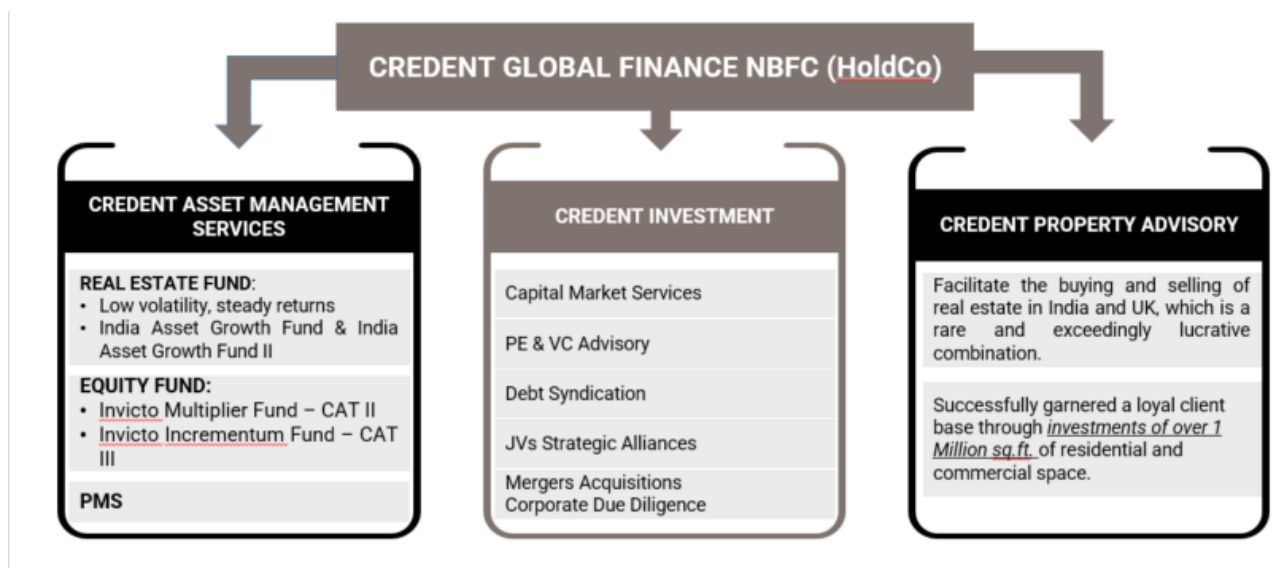 CREDENT GLOBAL FINANCE NBFC (HoldCo)
CREDENT ASSET MANAGEMENT
SERVICES
REAL ESTATE FUND:
• Low volatility, steady returns
• India Asset Growth Fund & India
Asset Growth Fund II
EQUITY FUND:
• Invicto Multiplier Fund – CAT II
• Invicto Incrementum Fund – CAT
III
PMS
CREDENT INVESTMENT
Capital Market Services
PE & VC Advisory
Debt Syndication
JVs Strategic Alliances
Mergers Acquisitions
Corporate Due Diligence
CREDENT PROPERTY ADVISORY
Facilitate the buying and selling of
real estate in India and UK, which is a
rare and exceedingly lucrative
combination.
Successfully garnered a loyal client
base through investments of over 1
Million sq.ft. of residential and
commercial space.